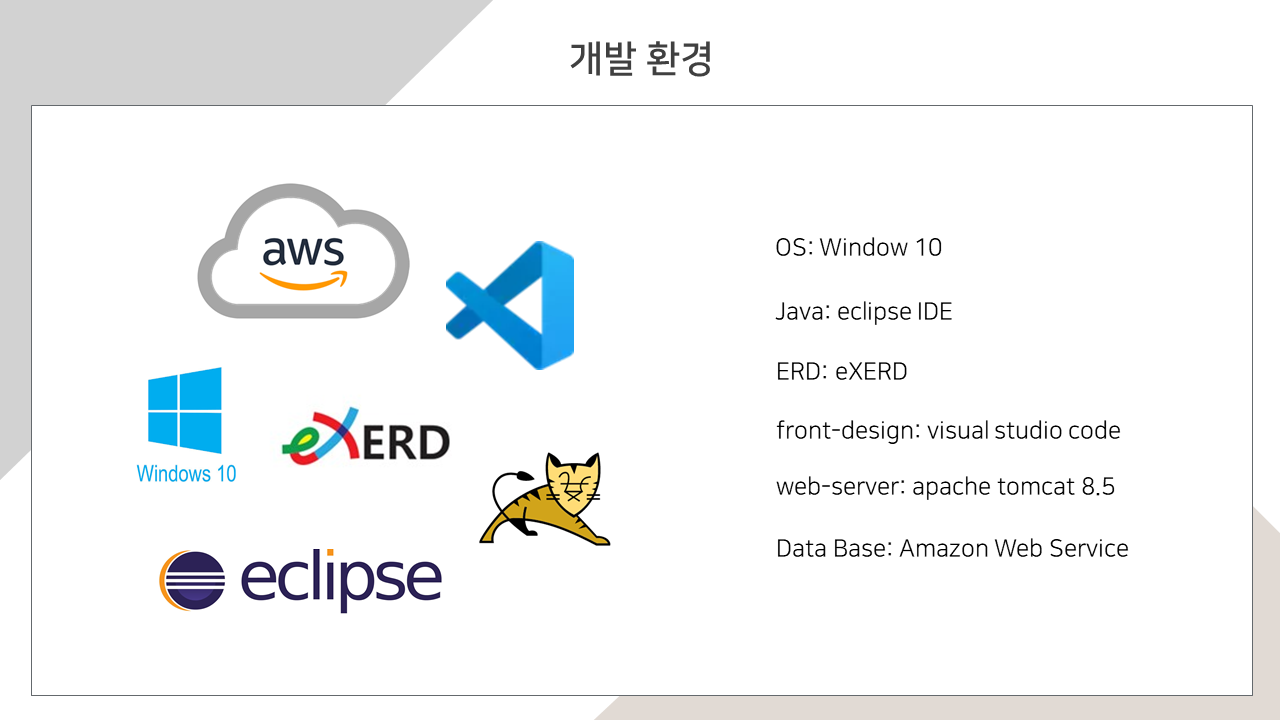 개발 환경
aws
Windows 10
eXERD
eclipse
OS: Window 10
Java: eclipse IDE
ERD: eXERD
front-design: visual studio code
web-server: apache tomcat 8.5
Data Base: Amazon Web Service